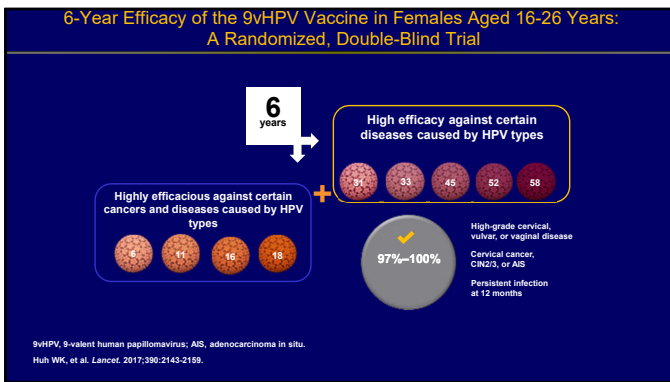 6-Year Efficacy of the 9vHPV Vaccine in Females Aged 16-26 Years:
A Randomized, Double-Blind Trial
6
years
High efficacy against certain
diseases caused by HPV types
31 33 45 52 58
Highly efficacious against certain
cancers and diseases caused by HPV
types
6 11 16 18
+
97%–100%
High-grade cervical,
vulvar, or vaginal disease
Cervical cancer,
CIN2/3, or AIS
Persistent infection
at 12 months
9vHPV, 9-valent human papillomavirus; AIS, adenocarcinoma in situ.
Huh WK, et al. Lancet. 2017;390:2143-2159.